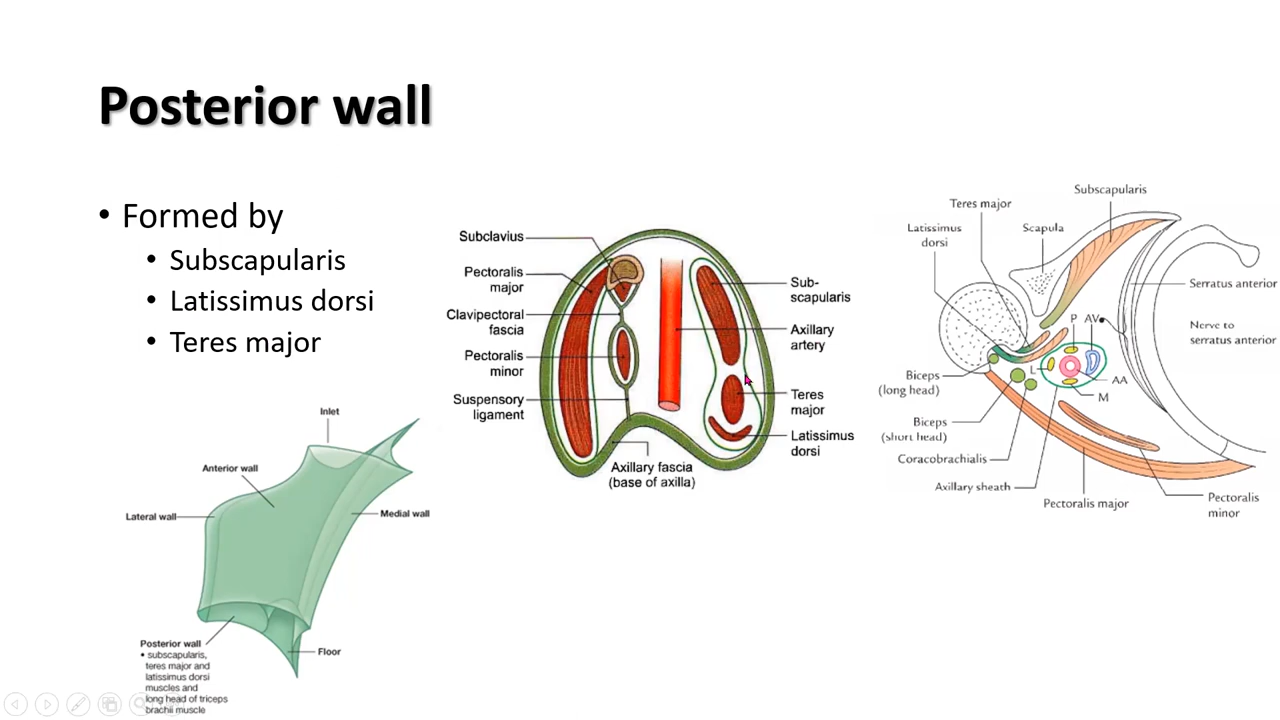 Posterior wall
• Formed by
• Subscapularis
• Latissimus dorsi
• Teres major
Inlet
Anterior wall
Lateral wall
Medial wall
Posterior wall
• subscapularis,
teres major and
latissimus dorsi
muscles and
long head of triceps
brachii muscle
Floor
Subclavius
Pectoralis
major
Clavipectoral
fascia
Pectoralis
minor
Suspensory
ligament
Axillary fascia
(base of axilla)
Sub-
scapularis
Axillary
artery
Teres
major
Latissimus
dorsi
Subscapularis
Teres major
Latissimus
dorsi
Scapula
Serratus anterior
Nerve to
serratus anterior
P AV
L
AA
M
Biceps
(long head)
Biceps
(short head)
Coracobrachialis
Axillary sheath
Pectoralis major
Pectoralis
minor